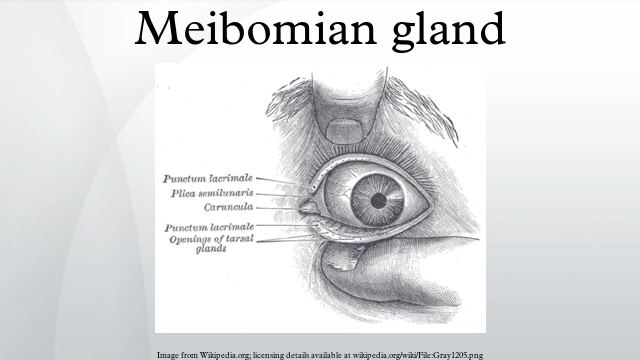 Meibomian gland
Punctum lacrimale
Plica semilunaris
Caruncula
Punctum lacrimale
Openings of tarsal
glands
Image from Wikipedia.org; licensing details available at wikipedia.org/wiki/File:Gray1205.png